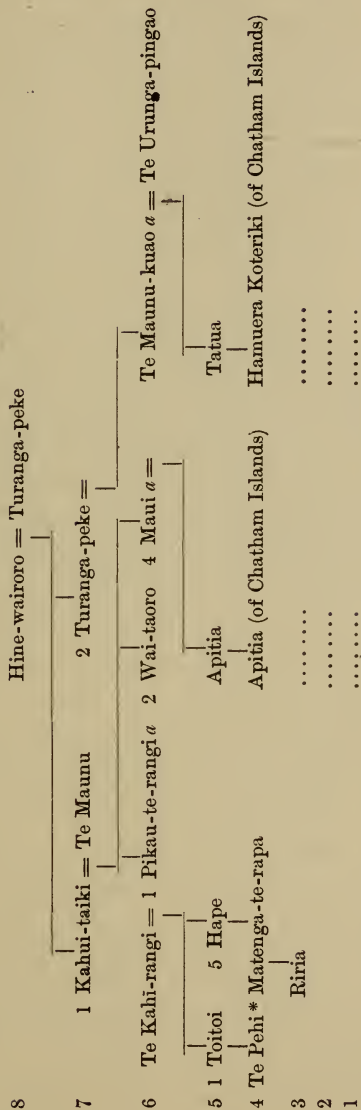 8 Hine-wairoro = Turanga-peke
7 1 Kahui-taiki = Te Maunu 2 Turanga-peke =
6 Te Kahi-rangi = 1 Pikau-te-rangi a 2 Wai-taoro 4 Maui a = Te Maunu-kuao a = Te Urunga-pingao
5 1 Toitoi 5 Hape Apitia Tatua
4 Te Pehi * Matenga-te-rapa Apitia (of Chatham Islands) Hamuera Koteriki (of Chatham Islands)
3 Riria ........ ........
2 ........ ........
1 ........ ........